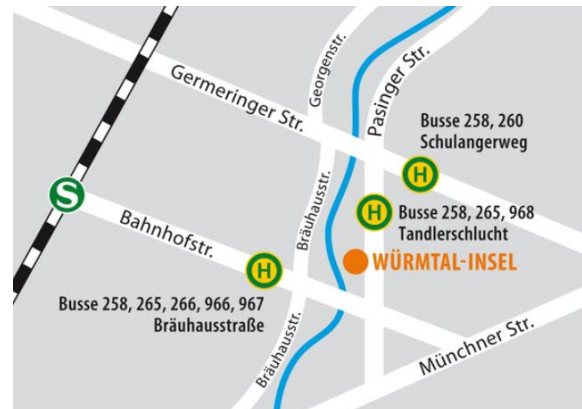 Georgenstr.
Germeringer Str.
Pasinger Str.
Busse 258, 260
Schulangerweg
H
S
H
Busse 258, 265, 968
Tandlerschlucht
Bräuhausstr.
Bahnhofstr.
H
WÜRMTAL-INSEL
Busse 258, 265, 266, 966, 967
Bräuhausstraße
Bräuhausstr.
Münchner Str.